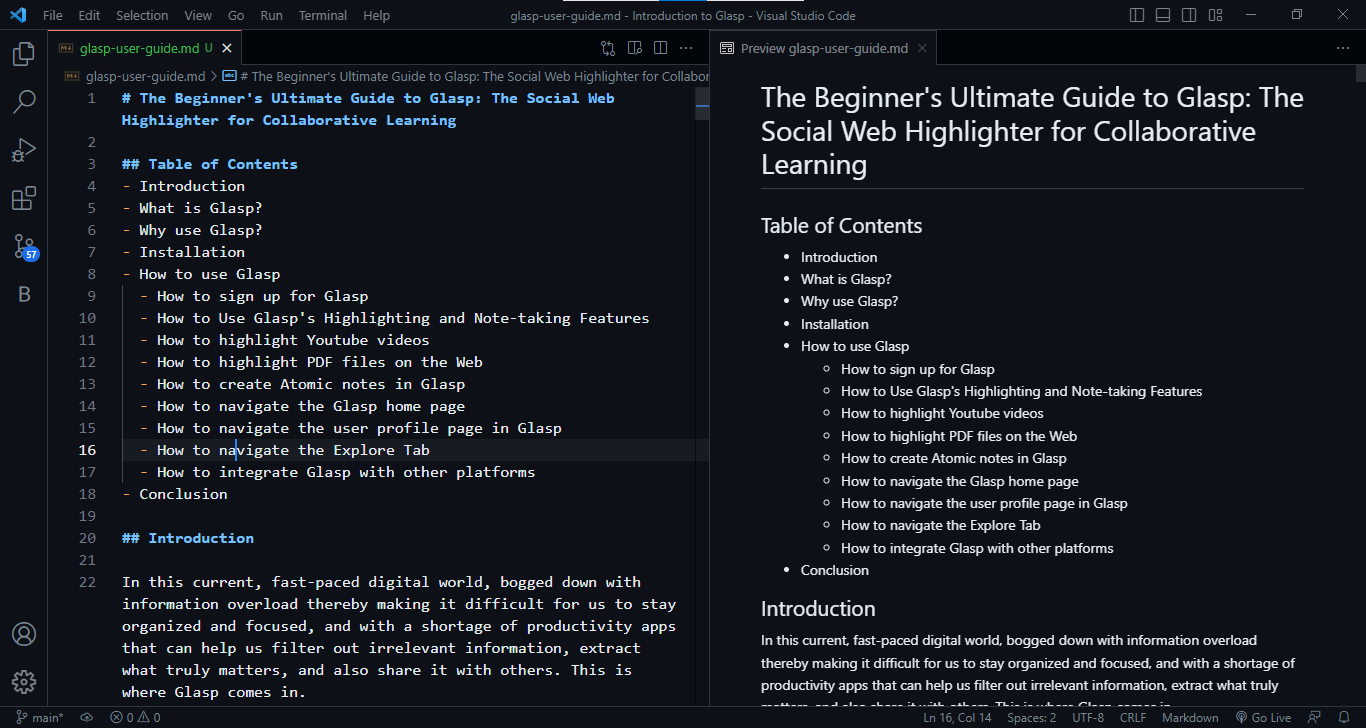 File Edit Selection View Go Run Terminal Help glasp-user-guide.md - Introduction to Glasp - Visual Studio Code
glasp-user-guide.md U
Preview glasp-user-guide.md
glasp-user-guide.md > # The Beginner's Ultimate Guide to Glasp: The Social Web Highlighter for Collabor
1 # The Beginner's Ultimate Guide to Glasp: The Social Web
Highlighter for Collaborative Learning
2
3 ## Table of Contents
4 - Introduction
5 - What is Glasp?
6 - Why use Glasp?
7 - Installation
8 - How to use Glasp
9 - How to sign up for Glasp
10 - How to Use Glasp's Highlighting and Note-taking Features
11 - How to highlight Youtube videos
12 - How to highlight PDF files on the Web
13 - How to create Atomic notes in Glasp
14 - How to navigate the Glasp home page
15 - How to navigate the user profile page in Glasp
16 - How to navigate the Explore Tab
17 - How to integrate Glasp with other platforms
18 - Conclusion
19
20 ## Introduction
21
22 In this current, fast-paced digital world, bogged down with
information overload thereby making it difficult for us to stay
organized and focused, and with a shortage of productivity apps
that can help us filter out irrelevant information, extract
what truly matters, and also share it with others. This is
where Glasp comes in.
The Beginner's Ultimate Guide to Glasp: The
Social Web Highlighter for Collaborative
Learning
Table of Contents
• Introduction
• What is Glasp?
• Why use Glasp?
• Installation
• How to use Glasp
◦ How to sign up for Glasp
◦ How to Use Glasp's Highlighting and Note-taking Features
◦ How to highlight Youtube videos
◦ How to highlight PDF files on the Web
◦ How to create Atomic notes in Glasp
◦ How to navigate the Glasp home page
◦ How to navigate the user profile page in Glasp
◦ How to navigate the Explore Tab
◦ How to integrate Glasp with other platforms
• Conclusion
Introduction
In this current, fast-paced digital world, bogged down with information overload
thereby making it difficult for us to stay organized and focused, and with a shortage of
productivity apps that can help us filter out irrelevant information, extract what truly
matters, and also share it with others. This is where Glasp comes in.
57
B
main* 0 0 Ln 16, Col 14 Spaces: 2 UTF-8 CRLF Markdown Go Live